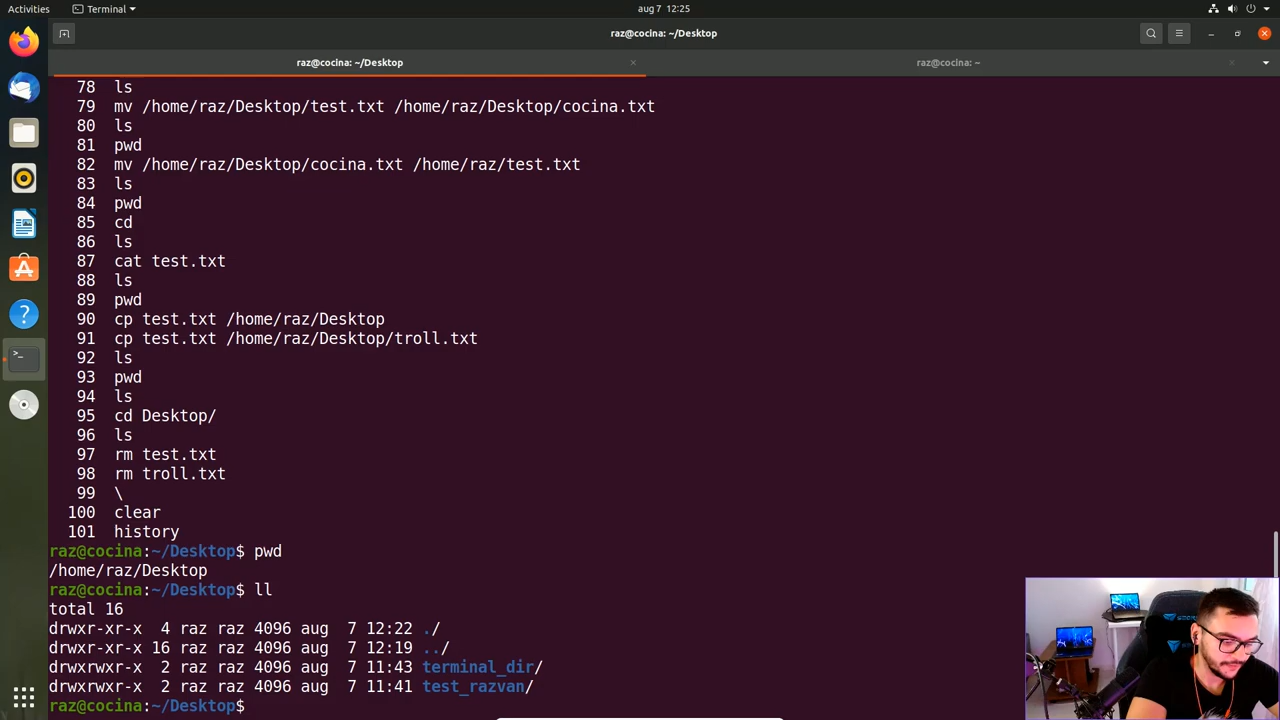 Activities
Terminal
aug 7 12:25
raz@cocina: ~/Desktop
raz@cocina: ~/Desktop
raz@cocina: ~
78 ls
79 mv /home/raz/Desktop/test.txt /home/raz/Desktop/cocina.txt
80 ls
81 pwd
82 mv /home/raz/Desktop/cocina.txt /home/raz/test.txt
83 ls
84 pwd
85 cd
86 ls
87 cat test.txt
88 ls
89 pwd
90 cp test.txt /home/raz/Desktop
91 cp test.txt /home/raz/Desktop/troll.txt
92 ls
93 pwd
94 ls
95 cd Desktop/
96 ls
97 rm test.txt
98 rm troll.txt
99 \
100 clear
101 history
raz@cocina:~/Desktop$ pwd
/home/raz/Desktop
raz@cocina:~/Desktop$ ll
total 16
drwxr-xr-x 4 raz raz 4096 aug 7 12:22 ./
drwxr-xr-x 16 raz raz 4096 aug 7 12:19 ../
drwxrwxr-x 2 raz raz 4096 aug 7 11:43 terminal_dir/
drwxrwxr-x 2 raz raz 4096 aug 7 11:41 test_razvan/
raz@cocina:~/Desktop$